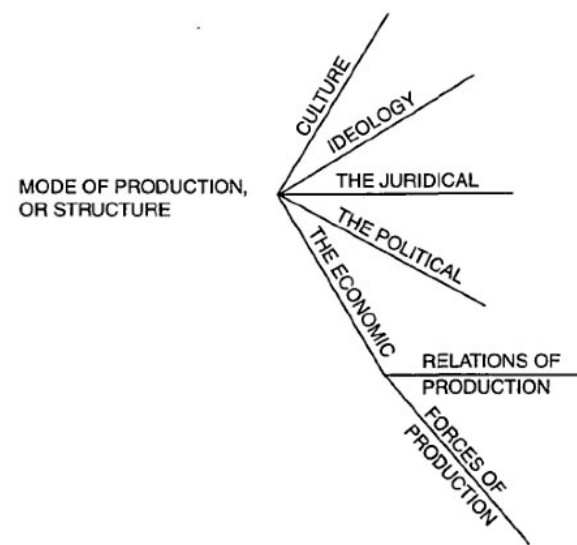 CULTURE
IDEOLOGY
MODE OF PRODUCTION,
OR STRUCTURE
THE JURIDICAL
THE POLITICAL
THE ECONOMIC
RELATIONS OF
PRODUCTION
FORCES OF
PRODUCTION